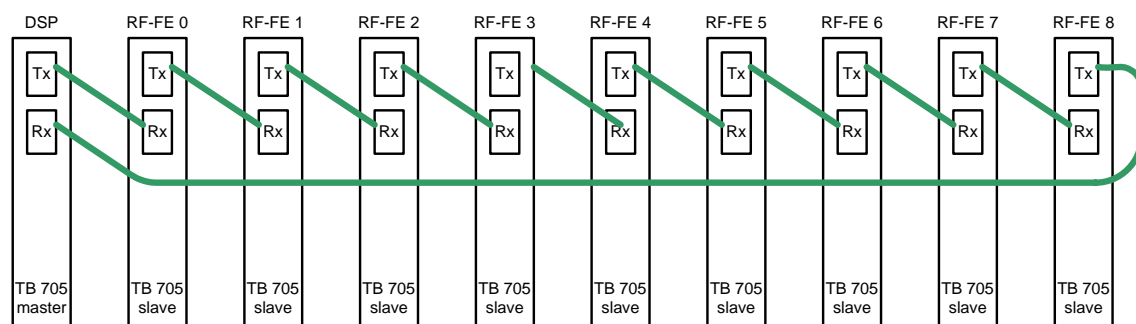 DSP RF-FE 0 RF-FE 1 RF-FE 2 RF-FE 3 RF-FE 4 RF-FE 5 RF-FE 6 RF-FE 7 RF-FE 8
Tx Tx Tx Tx Tx Tx Tx Tx Tx Tx
Rx Rx Rx Rx Rx Rx Rx Rx Rx Rx
TB 705 TB 705 TB 705 TB 705 TB 705 TB 705 TB 705 TB 705 TB 705 TB 705
master slave slave slave slave slave slave slave slave slave